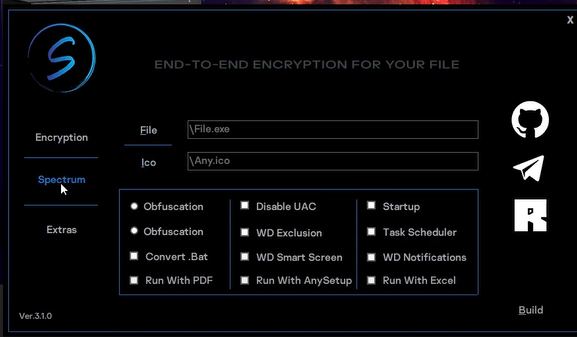 X
END-TO-END ENCRYPTION FOR YOUR FILE
Encryption
Spectrum
Extras
File
\File.exe
Ico
\Any.ico
Obfuscation
Disable UAC
Startup
Obfuscation
WD Exclusion
Task Scheduler
Convert .Bat
WD Smart Screen
WD Notifications
Run With PDF
Run With AnySetup
Run With Excel
Ver.3.1.0
Build